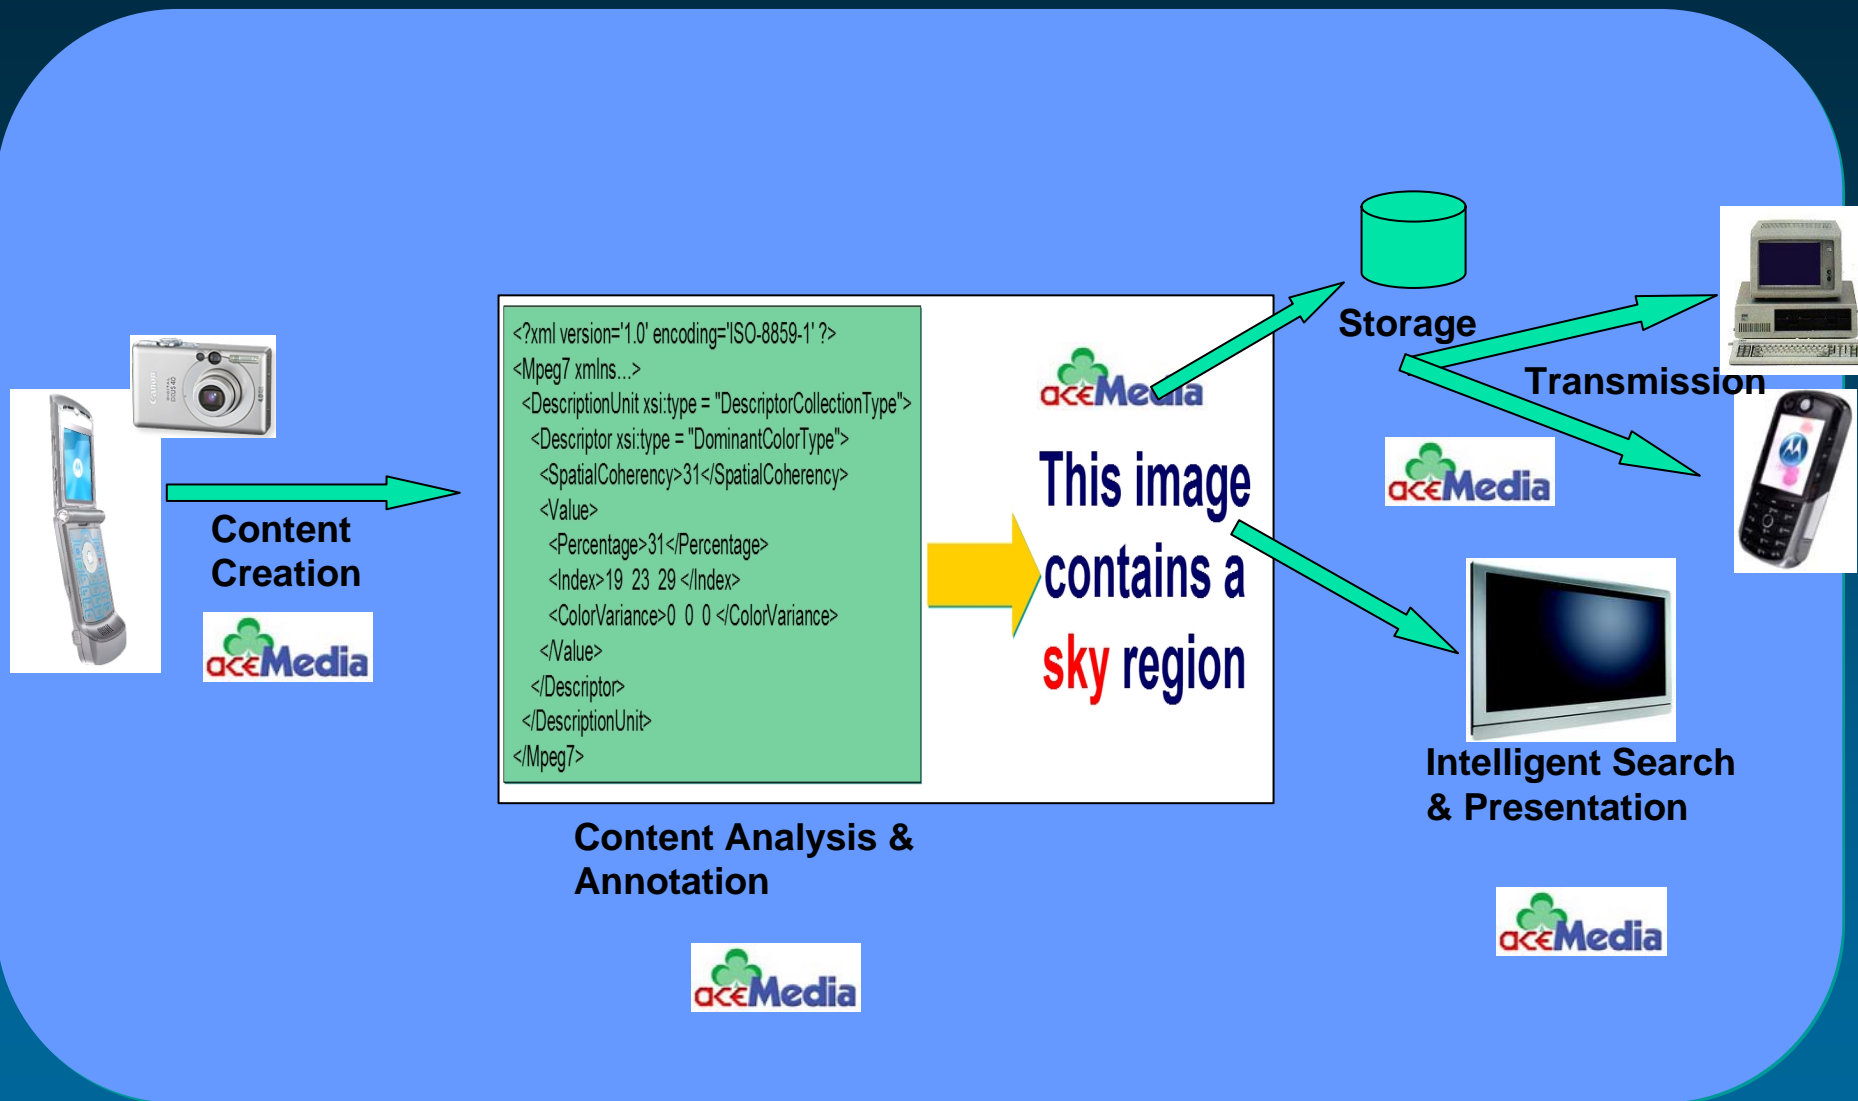 Content
Creation
aceMedia
<?xml version='1.0' encoding='ISO-8859-1' ?>
<Mpeg7 xmlns...>
<DescriptionUnit xsi:type = "DescriptorCollectionType">
<Descriptor xsi:type = "DominantColorType">
<SpatialCoherency>31</SpatialCoherency>
<Value>
<Percentage>31</Percentage>
<Index>19 23 29 </Index>
<ColorVariance>0 0 0 </ColorVariance>
</Value>
</Descriptor>
</DescriptionUnit>
</Mpeg7>
aceMedia
This image
contains a
sky region
Content Analysis &
Annotation
aceMedia
Storage
Transmission
aceMedia
Intelligent Search
& Presentation
aceMedia